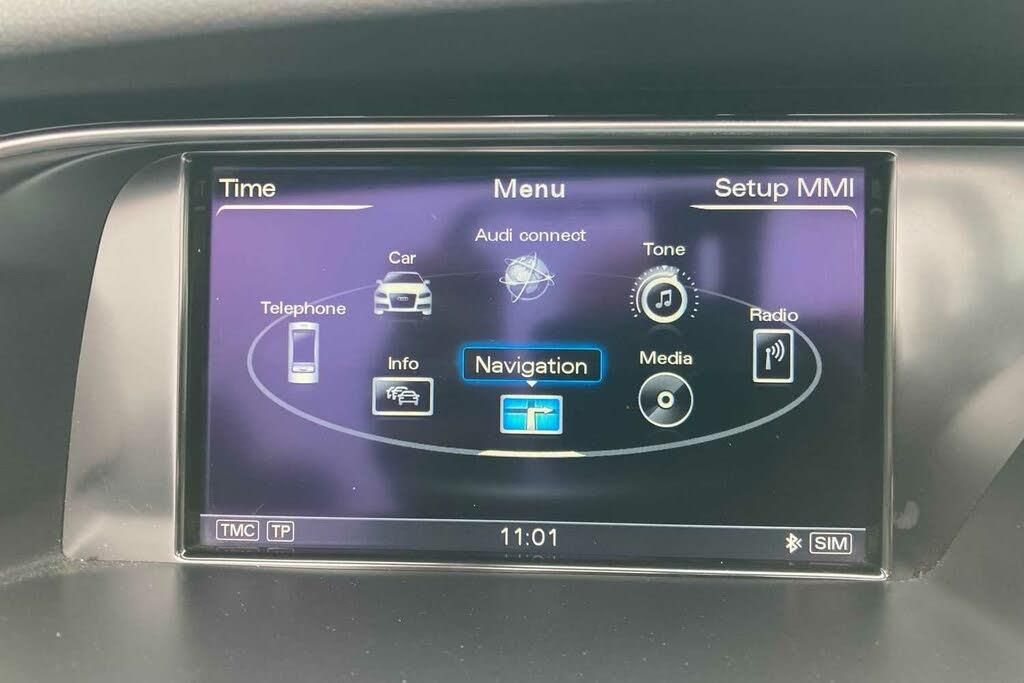 Time Menu Setup MMI
Audi connect
Car Tone
Telephone Radio
Info Navigation Media
TMC TP 11:01 SIM